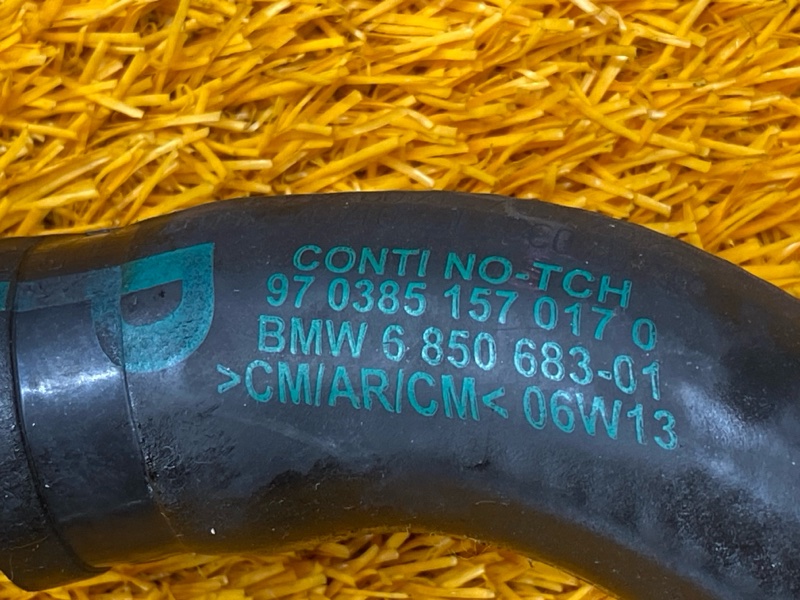 CONTI NO-TCH
97 0385 157 017 0
BMW 6 850 683-01
>CM/AR/CM< 06W13